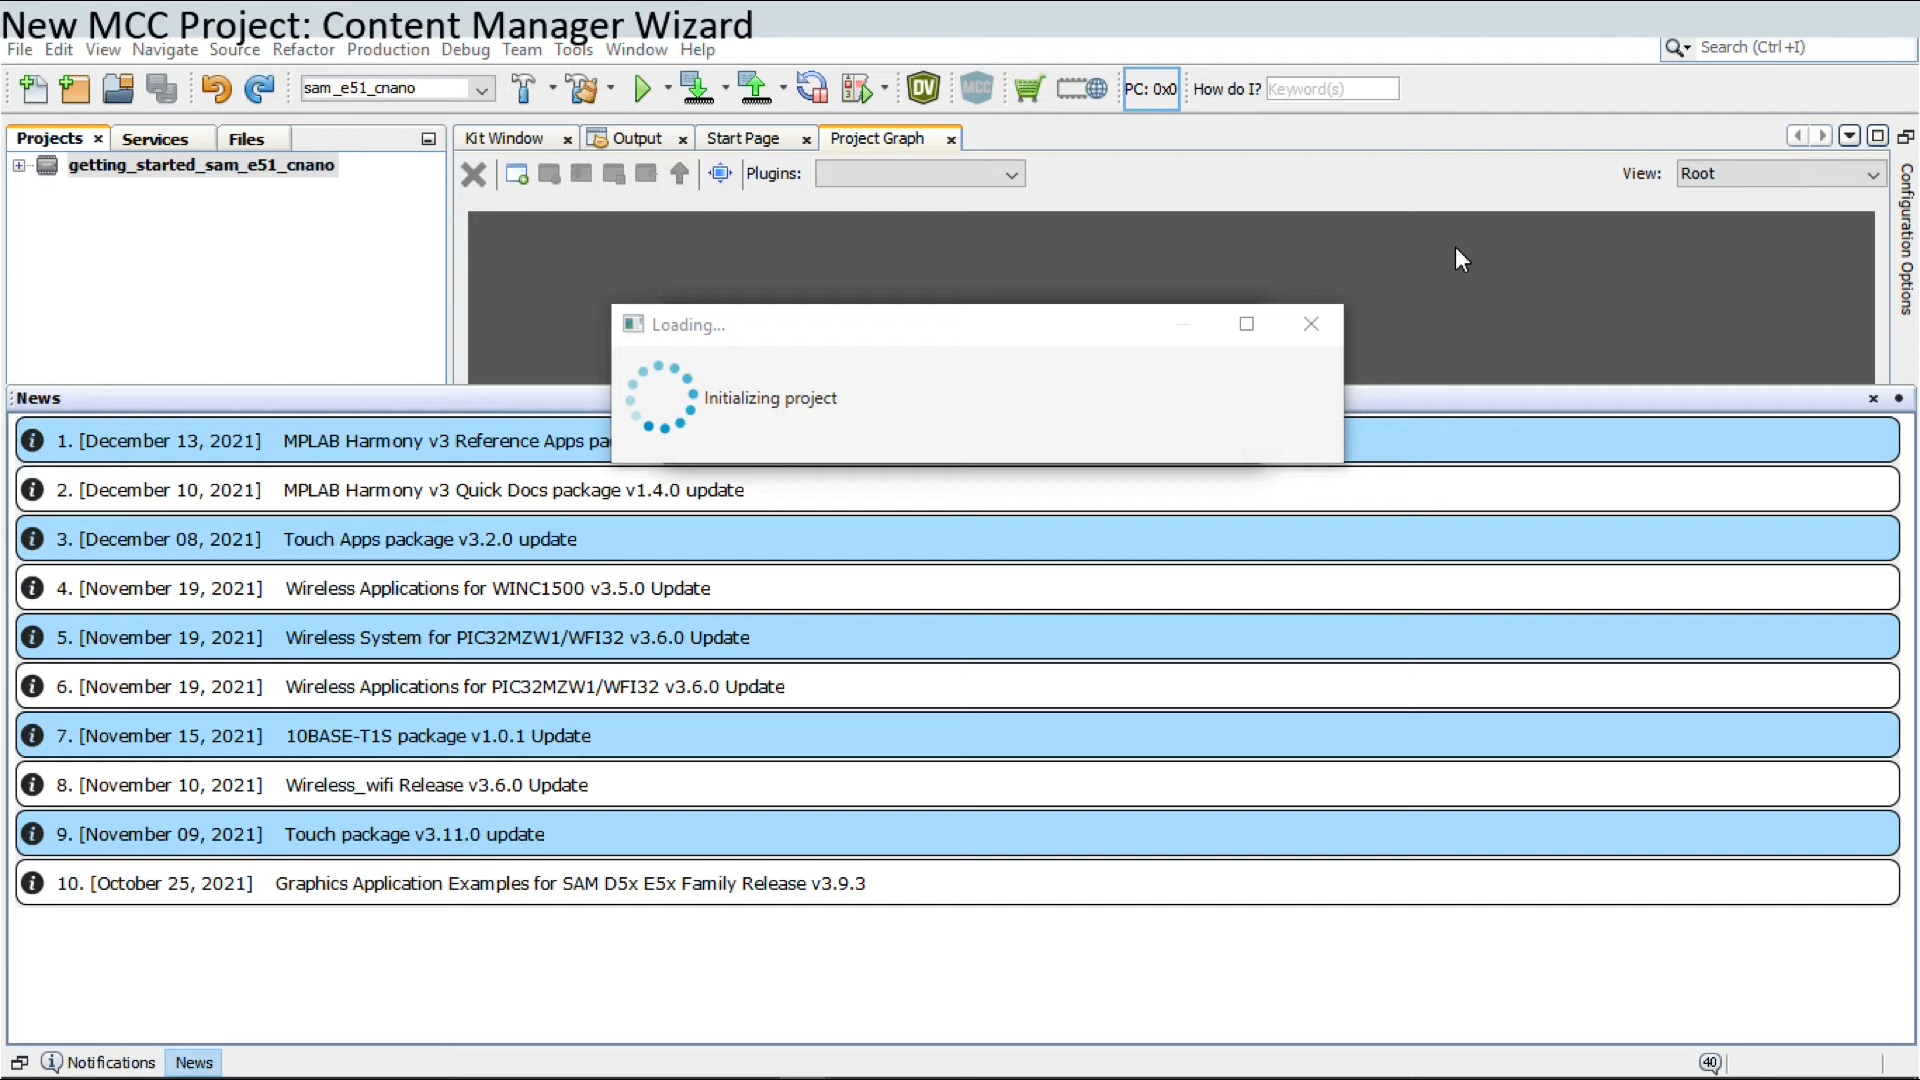 New MCC Project: Content Manager Wizard
File Edit View Navigate Source Refactor Production Debug Team Tools Window Help
Search (Ctrl+I)
sam_e51_cnano
DV
MCC
PC: 0x0
How do I?
Keyword(s)
Projects
Services
Files
Kit Window
Output
Start Page
Project Graph
getting_started_sam_e51_cnano
Plugins:
View:
Root
Configuration Options
Loading...
Initializing project
News
1. [December 13, 2021] MPLAB Harmony v3 Reference Apps pa
2. [December 10, 2021] MPLAB Harmony v3 Quick Docs package v1.4.0 update
3. [December 08, 2021] Touch Apps package v3.2.0 update
4. [November 19, 2021] Wireless Applications for WINC1500 v3.5.0 Update
5. [November 19, 2021] Wireless System for PIC32MZW1/WFI32 v3.6.0 Update
6. [November 19, 2021] Wireless Applications for PIC32MZW1/WFI32 v3.6.0 Update
7. [November 15, 2021] 10BASE-T1S package v1.0.1 Update
8. [November 10, 2021] Wireless_wifi Release v3.6.0 Update
9. [November 09, 2021] Touch package v3.11.0 update
10. [October 25, 2021] Graphics Application Examples for SAM D5x E5x Family Release v3.9.3
Notifications
News
40